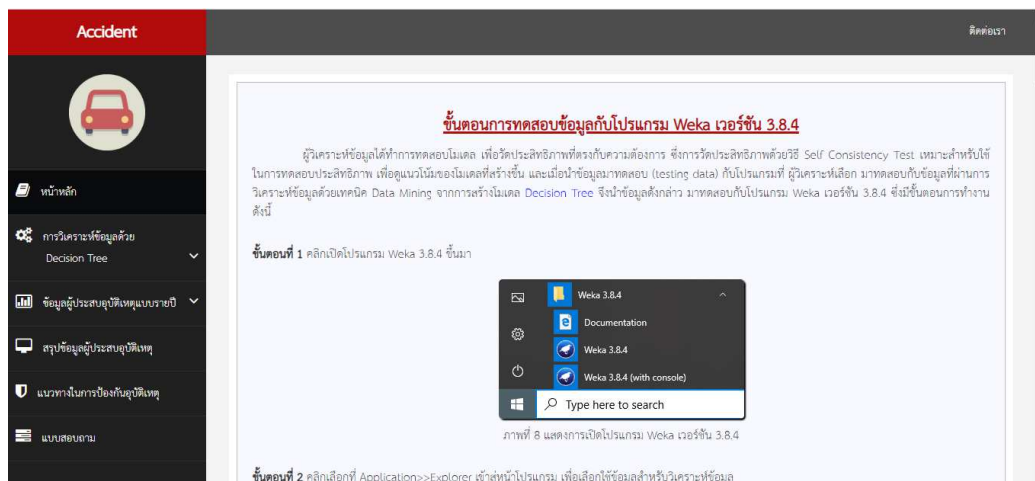 Accident
ติดต่อเรา
หน้าหลัก
การวิเคราะห์ข้อมูลด้วย
Decision Tree
ข้อมูลผู้ประสบอุบัติเหตุแบบรายปี
สรุปข้อมูลผู้ประสบอุบัติเหตุ
แนวทางในการป้องกันอุบัติเหตุ
แบบสอบถาม
ขั้นตอนการทดสอบข้อมูลกับโปรแกรม Weka เวอร์ชัน 3.8.4
ผู้วิเคราะห์ข้อมูลได้ทำการทดสอบโมเดล เพื่อวัดประสิทธิภาพที่ตรงกับความต้องการ ซึ่งการวัดประสิทธิภาพด้วยวิธี Self Consistency Test เหมาะสำหรับใช้
ในการทดสอบประสิทธิภาพ เพื่อดูแนวโน้มของโมเดลที่สร้างขึ้น และเมื่อนำข้อมูลมาทดสอบ (testing data) กับโปรแกรมที่ ผู้วิเคราะห์เลือก มาทดสอบกับข้อมูลที่ผ่านการ
วิเคราะห์ข้อมูลด้วยเทคนิค Data Mining จากการสร้างโมเดล Decision Tree จึงนำข้อมูลดังกล่าว มาทดสอบกับโปรแกรม Weka เวอร์ชัน 3.8.4 ซึ่งมีขั้นตอนการทำงาน
ดังนี้
ขั้นตอนที่ 1 คลิกเปิดโปรแกรม Weka 3.8.4 ขึ้นมา
Weka 3.8.4
Documentation
Weka 3.8.4
Weka 3.8.4 (with console)
Type here to search
ภาพที่ 8 แสดงการเปิดโปรแกรม Weka เวอร์ชัน 3.8.4
ขั้นตอนที่ 2 คลิกเลือกที่ Application>>Explorer เข้าสู่หน้าโปรแกรม เพื่อเลือกใช้ข้อมูลสำหรับวิเคราะห์ข้อมูล